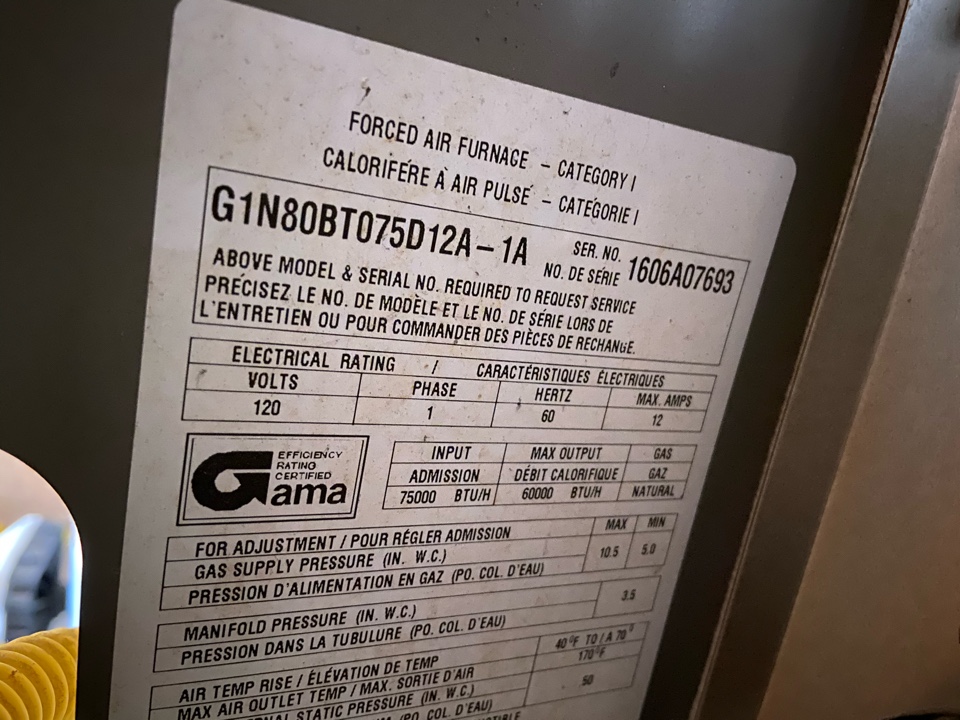 FORCED AIR FURNACE – CATEGORY I
CALORIFÉRE À AIR PULSÉ – CATÉGORIE I
G1N80BT075D12A–1A
SER. NO.
NO. DE SÉRIE
1606A07693
ABOVE MODEL & SERIAL NO. REQUIRED TO REQUEST SERVICE
PRÉCISEZ LE NO. DE MODÈLE ET LE NO. DE SÉRIE LORS DE
L'ENTRETIEN OU POUR COMMANDER DES PIÈCES DE RECHANGE.
ELECTRICAL RATING / CARACTÉRISTIQUES ÉLECTRIQUES
VOLTS PHASE HERTZ MAX. AMPS
120 1 60 12
EFFICIENCY
RATING
CERTIFIED
Gama
INPUT MAX OUTPUT GAS
ADMISSION DÉBIT CALORIFIQUE GAZ
75000 BTU/H 60000 BTU/H NATURAL
MAX MIN
FOR ADJUSTMENT / POUR RÉGLER ADMISSION
GAS SUPPLY PRESSURE (IN. W.C.) 10.5 5.0
PRESSION D'ALIMENTATION EN GAZ (PO. COL. D'EAU)
MANIFOLD PRESSURE (IN. W.C.) 3.5
PRESSION DANS LA TUBULURE (PO. COL. D'EAU)
AIR TEMP RISE / ÉLÉVATION DE TEMP 40°F TO / A 70°
MAX AIR OUTLET TEMP / MAX. SORTIE D'AIR 170°F
STATIC PRESSURE (IN. W.C.) 50
(PO. COL. D'EAU)